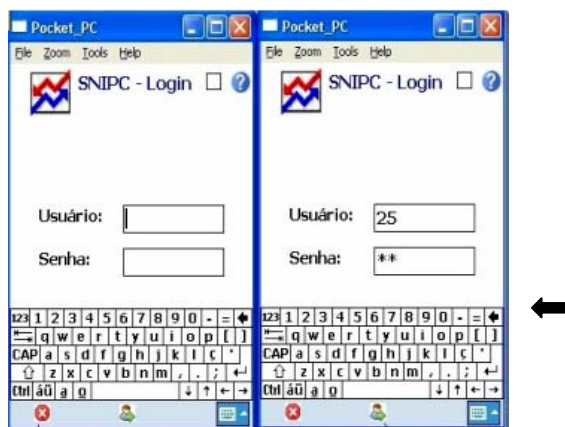 Pocket_PC
File Zoom Tools Help
SNIPC - Login
Usuário:
Senha:
123 1 2 3 4 5 6 7 8 9 0 - =
q w e r t y u i o p [ ]
CAP a s d f g h j k l ç '
z x c v b n m , . ;
Ctrl áü a o
Pocket_PC
File Zoom Tools Help
SNIPC - Login
Usuário: 25
Senha: **
123 1 2 3 4 5 6 7 8 9 0 - =
q w e r t y u i o p [ ]
CAP a s d f g h j k l ç '
z x c v b n m , . ;
Ctrl áü a o